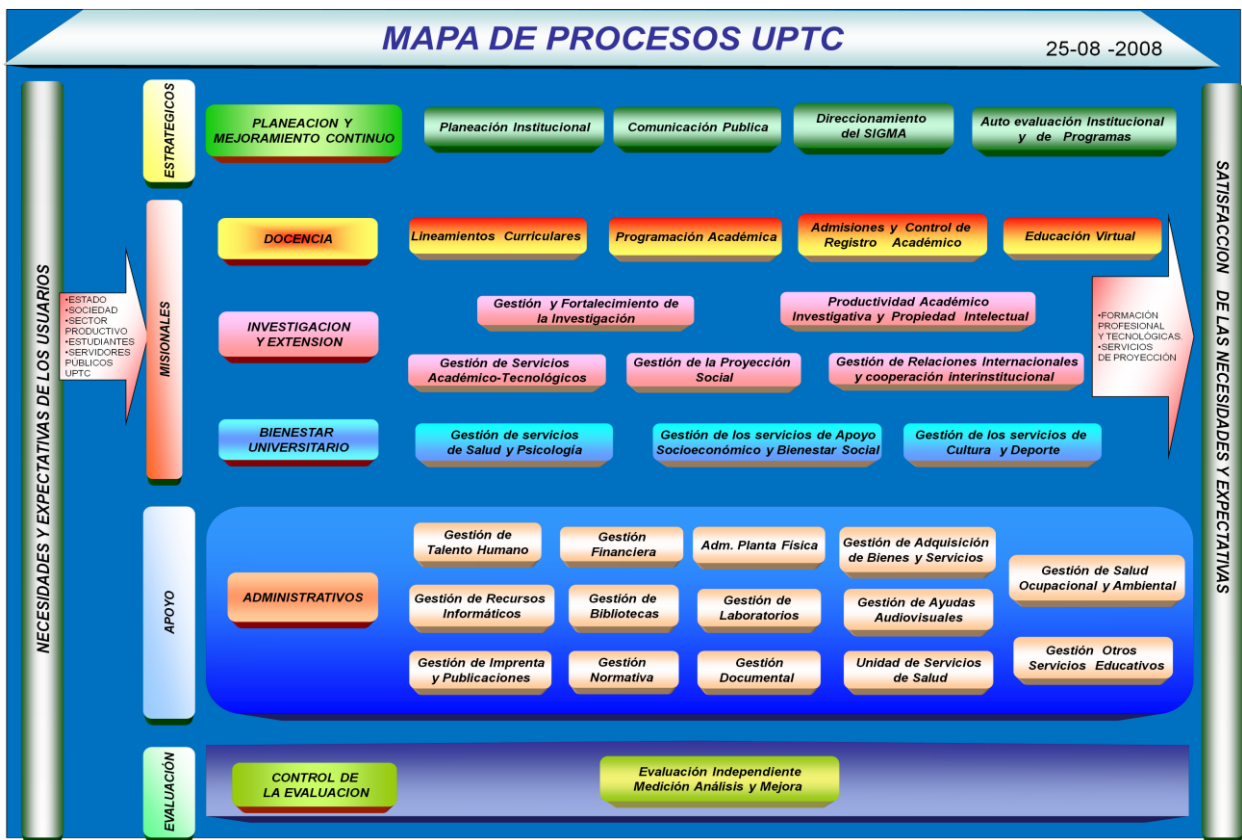 MAPA DE PROCESOS UPTC
25-08 -2008
NECESIDADES Y EXPECTATIVAS DE LOS USUARIOS
•ESTADO
•SOCIEDAD
•SECTOR
PRODUCTIVO
•ESTUDIANTES
•SERVIDORES
PÚBLICOS
UPTC
ESTRATEGICOS
PLANEACION Y
MEJORAMIENTO CONTINUO
Planeación Institucional
Comunicación Publica
Direccionamiento
del SIGMA
Auto evaluación Institucional
y de Programas
MISIONALES
DOCENCIA
Lineamientos Curriculares
Programación Académica
Admisiones y Control de
Registro Académico
Educación Virtual
INVESTIGACION
Y EXTENSION
Gestión y Fortalecimiento de
la Investigación
Productividad Académico
Investigativa y Propiedad Intelectual
Gestión de Servicios
Académico-Tecnológicos
Gestión de la Proyección
Social
Gestión de Relaciones Internacionales
y cooperación interinstitucional
BIENESTAR
UNIVERSITARIO
Gestión de servicios
de Salud y Psicología
Gestión de los servicios de Apoyo
Socioeconómico y Bienestar Social
Gestión de los servicios de
Cultura y Deporte
APOYO
ADMINISTRATIVOS
Gestión de
Talento Humano
Gestión
Financiera
Adm. Planta Física
Gestión de Adquisición
de Bienes y Servicios
Gestión de Salud
Ocupacional y Ambiental
Gestión de Recursos
Informáticos
Gestión de
Bibliotecas
Gestión de
Laboratorios
Gestión de Ayudas
Audiovisuales
Gestión de Imprenta
y Publicaciones
Gestión
Normativa
Gestión
Documental
Unidad de Servicios
de Salud
Gestión Otros
Servicios Educativos
EVALUACIÓN
CONTROL DE
LA EVALUACION
Evaluación Independiente
Medición Análisis y Mejora
•FORMACIÓN
PROFESIONAL
Y TECNOLÓGICAS.
•SERVICIOS
DE PROYECCIÓN
SATISFACCION DE LAS NECESIDADES Y EXPECTATIVAS